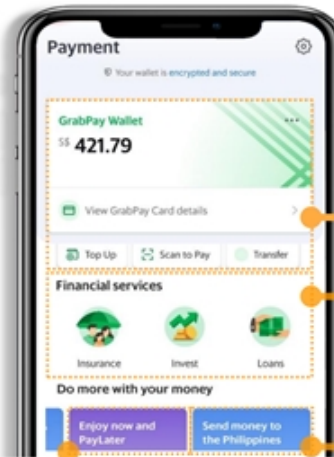 Payment
Your wallet is encrypted and secure
GrabPay Wallet
S$ 421.79
View GrabPay Card details
Top Up Scan to Pay Transfer
Financial services
Insurance Invest Loans
Do more with your money
Enjoy now and PayLater
Send money to the Philippines